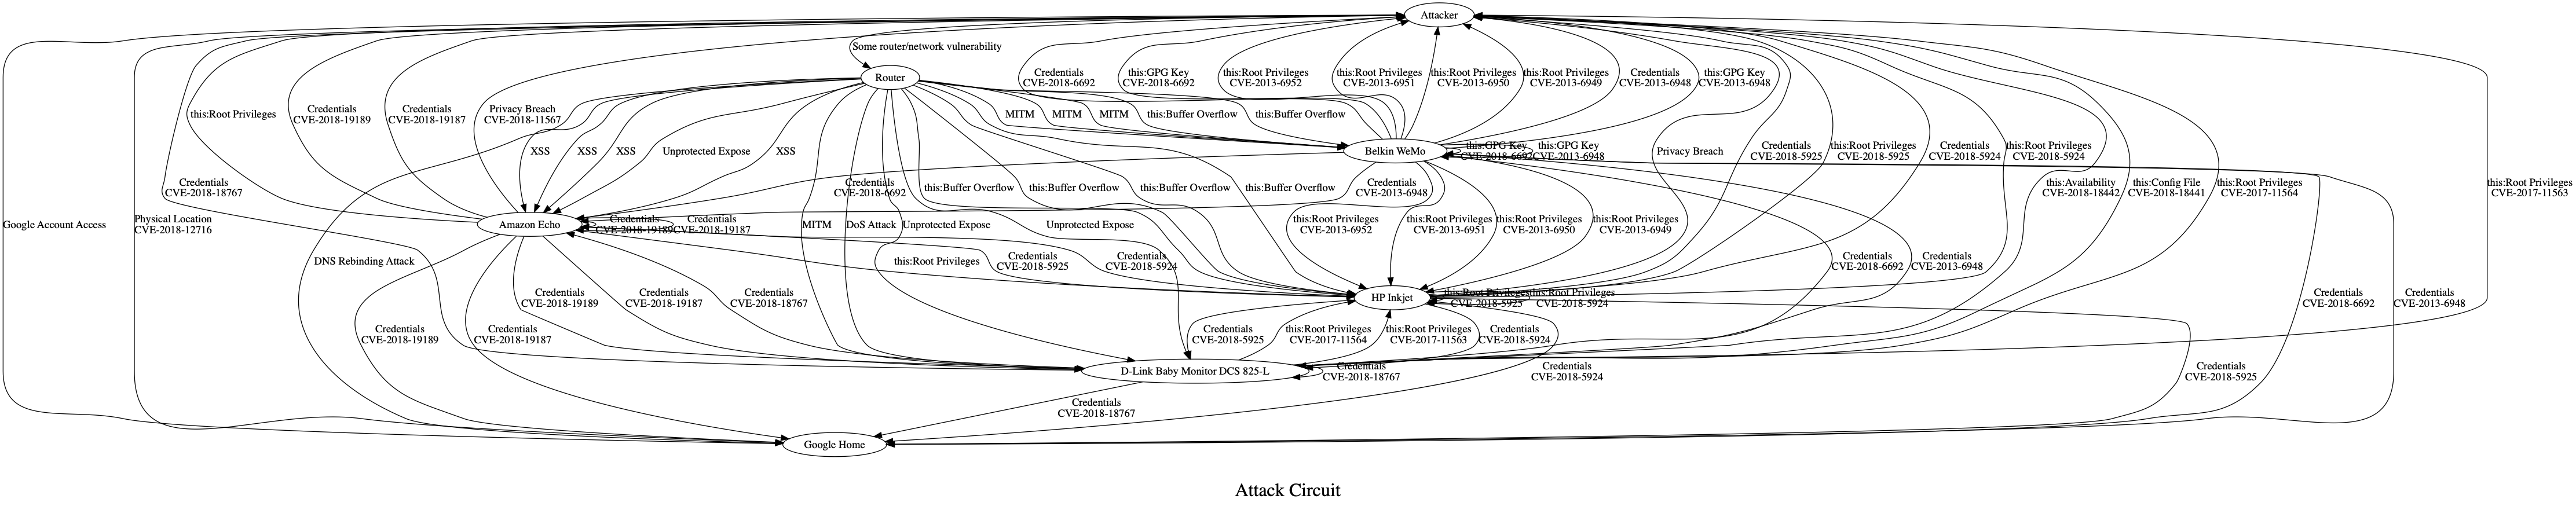 Attacker
Some router/network vulnerability
Router
Credentials
CVE-2018-6692
this:GPG Key
CVE-2018-6692
this:Root Privileges
CVE-2013-6952
this:Root Privileges
CVE-2013-6951
this:Root Privileges
CVE-2013-6950
this:Root Privileges
CVE-2013-6949
Credentials
CVE-2013-6948
this:GPG Key
CVE-2013-6948
this:Root Privileges
Credentials
CVE-2018-19189
Credentials
CVE-2018-19187
Privacy Breach
CVE-2018-11567
MITM
MITM
MITM
this:Buffer Overflow
this:Buffer Overflow
XSS
XSS
XSS
Unprotected Expose
XSS
Belkin WeMo
this:GPG Key
CVE-2018-6692
this:GPG Key
CVE-2013-6948
Privacy Breach
Credentials
CVE-2018-5925
this:Root Privileges
CVE-2018-5925
Credentials
CVE-2018-5924
this:Root Privileges
CVE-2018-5924
Credentials
CVE-2018-18767
Credentials
CVE-2018-6692
this:Buffer Overflow
this:Buffer Overflow
this:Buffer Overflow
this:Buffer Overflow
Credentials
CVE-2013-6948
this:Availability
CVE-2018-18442
this:Config File
CVE-2018-18441
this:Root Privileges
CVE-2017-11564
this:Root Privileges
CVE-2017-11563
Google Account Access
Physical Location
CVE-2018-12716
Amazon Echo
Credentials
CVE-2018-19189
Credentials
CVE-2018-19187
MITM
DoS Attack
Unprotected Expose
Unprotected Expose
this:Root Privileges
CVE-2013-6952
this:Root Privileges
CVE-2013-6951
this:Root Privileges
CVE-2013-6950
this:Root Privileges
CVE-2013-6949
DNS Rebinding Attack
this:Root Privileges
Credentials
CVE-2018-5925
Credentials
CVE-2018-5924
Credentials
CVE-2018-6692
Credentials
CVE-2013-6948
Credentials
CVE-2018-19189
Credentials
CVE-2018-19187
Credentials
CVE-2018-18767
HP Inkjet
this:Root Privileges
CVE-2018-5925
this:Root Privileges
CVE-2018-5924
Credentials
CVE-2018-6692
Credentials
CVE-2013-6948
Credentials
CVE-2018-19189
Credentials
CVE-2018-19187
Credentials
CVE-2018-5925
this:Root Privileges
CVE-2017-11564
this:Root Privileges
CVE-2017-11563
Credentials
CVE-2018-5924
D-Link Baby Monitor DCS 825-L
Credentials
CVE-2018-18767
Credentials
CVE-2018-5924
Credentials
CVE-2018-5925
Credentials
CVE-2018-18767
Google Home
Attack Circuit